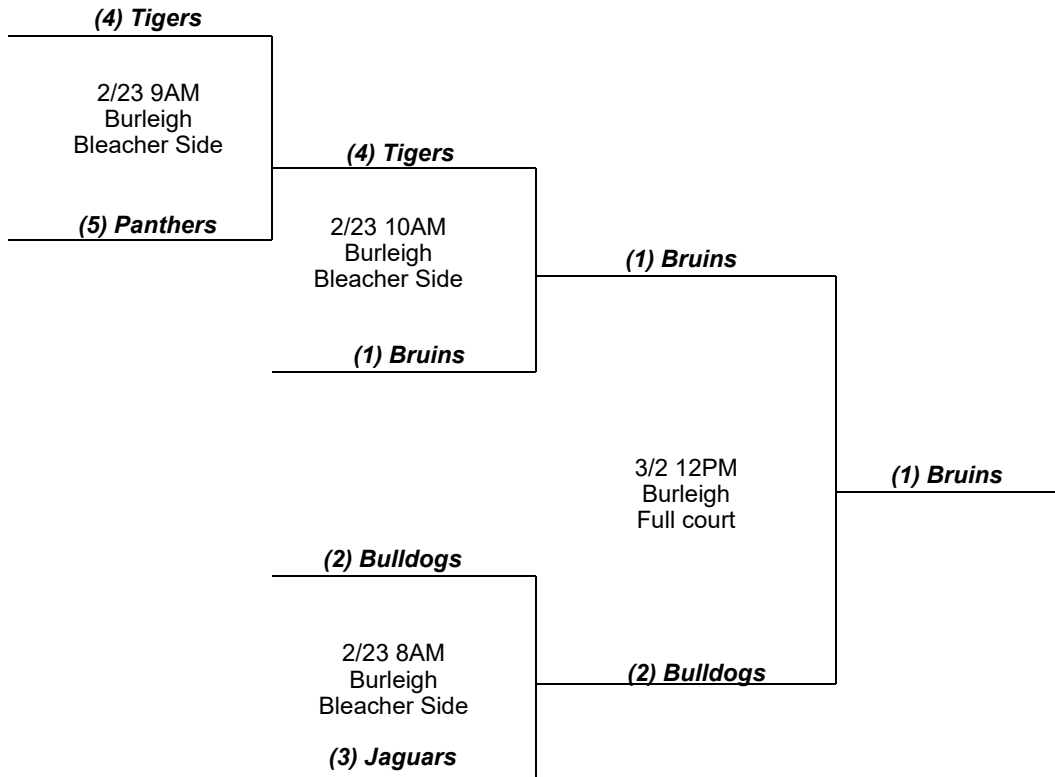 (4) Tigers
2/23 9AM
Burleigh
Bleacher Side
(5) Panthers
(4) Tigers
2/23 10AM
Burleigh
Bleacher Side
(1) Bruins
(1) Bruins
3/2 12PM
Burleigh
Full court
(1) Bruins
(2) Bulldogs
2/23 8AM
Burleigh
Bleacher Side
(3) Jaguars
(2) Bulldogs